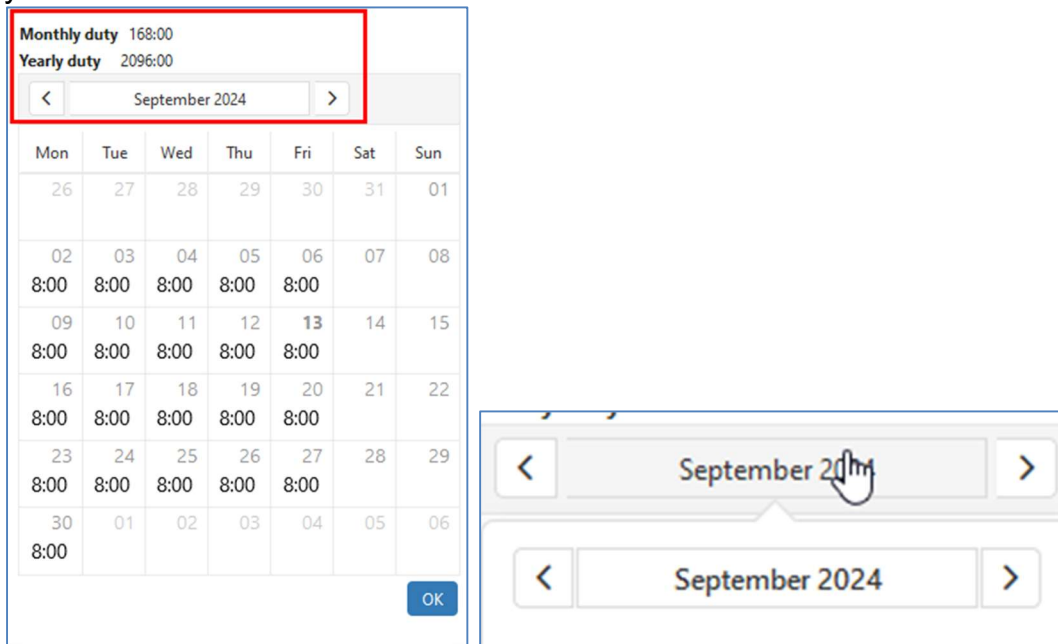 Monthly duty 168:00
Yearly duty 2096:00
< September 2024 >
Mon Tue Wed Thu Fri Sat Sun
26 27 28 29 30 31 01
02 03 04 05 06 07 08
8:00 8:00 8:00 8:00 8:00
09 10 11 12 13 14 15
8:00 8:00 8:00 8:00 8:00
16 17 18 19 20 21 22
8:00 8:00 8:00 8:00 8:00
23 24 25 26 27 28 29
8:00 8:00 8:00 8:00 8:00
30 01 02 03 04 05 06
8:00
OK
< September >
< September 2024 >